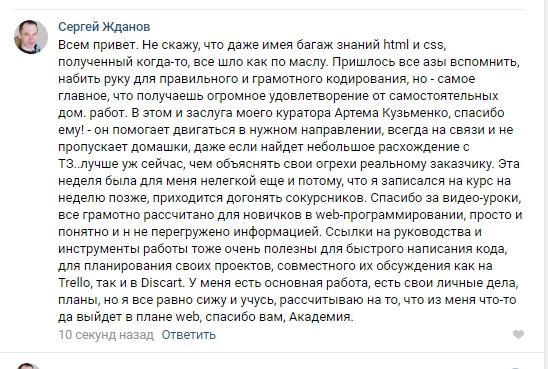 Сергей Жданов
Всем привет. Не скажу, что даже имея багаж знаний html и css,
полученный когда-то, все шло как по маслу. Пришлось все азы вспомнить,
набить руку для правильного и грамотного кодирования, но - самое
главное, что получаешь огромное удовлетворение от самостоятельных
дом. работ. В этом и заслуга моего куратора Артема Кузьменко, спасибо
ему! - он помогает двигаться в нужном направлении, всегда на связи и не
пропускает домашки, даже если найдет небольшое расхождение с
ТЗ..лучше уж сейчас, чем объяснять свои огрехи реальному заказчику. Эта
неделя была для меня нелегкой еще и потому, что я записался на курс на
неделю позже, приходится догонять сокурсников. Спасибо за видео-уроки,
все грамотно рассчитано для новичков в web-программировании, просто и
понятно и н не перегружено информацией. Ссылки на руководства и
инструменты работы тоже очень полезны для быстрого написания кода,
для планирования своих проектов, совместного их обсуждения как на
Trello, так и в Discart. У меня есть основная работа, есть свои личные дела,
планы, но я все равно сижу и учусь, рассчитываю на то, что из меня что-то
да выйдет в плане web, спасибо вам, Академия.
10 секунд назад Ответить